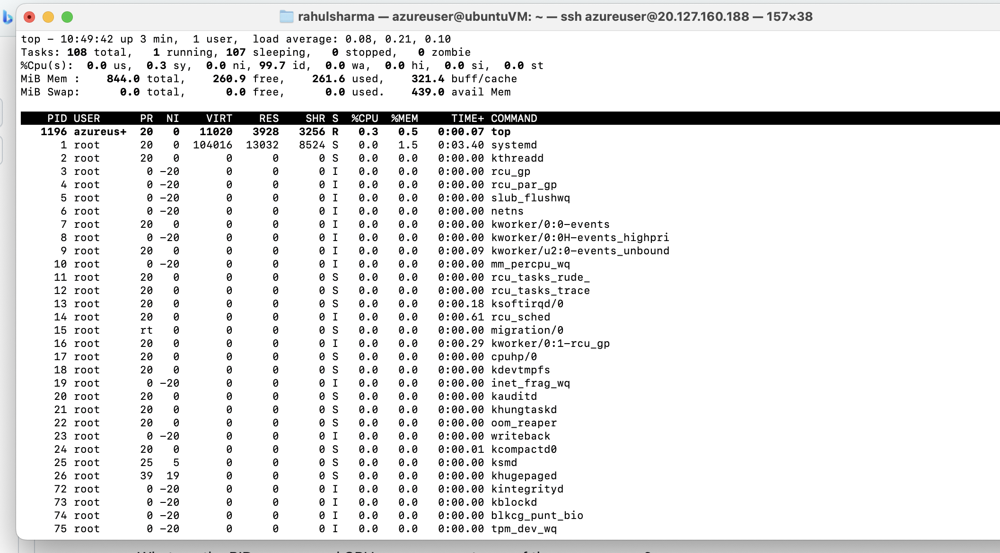 rahulsharma — azureuser@ubuntuVM: ~ — ssh azureuser@20.127.160.188 — 157×38
top - 10:49:42 up 3 min,  1 user,  load average: 0.08, 0.21, 0.10
Tasks: 108 total,   1 running, 107 sleeping,   0 stopped,   0 zombie
%Cpu(s):  0.0 us,  0.3 sy,  0.0 ni, 99.7 id,  0.0 wa,  0.0 hi,  0.0 si,  0.0 st
MiB Mem :    844.0 total,    260.9 free,    261.6 used,    321.4 buff/cache
MiB Swap:      0.0 total,      0.0 free,      0.0 used.    439.0 avail Mem
PID USER      PR  NI    VIRT    RES    SHR S  %CPU  %MEM     TIME+ COMMAND
1196 azureus+  20   0   11020   3928   3256 R   0.3   0.5   0:00.07 top
1 root      20   0  104016  13032   8524 S   0.0   1.5   0:03.40 systemd
2 root      20   0       0      0      0 S   0.0   0.0   0:00.00 kthreadd
3 root       0 -20       0      0      0 I   0.0   0.0   0:00.00 rcu_gp
4 root       0 -20       0      0      0 I   0.0   0.0   0:00.00 rcu_par_gp
5 root       0 -20       0      0      0 I   0.0   0.0   0:00.00 slub_flushwq
6 root       0 -20       0      0      0 I   0.0   0.0   0:00.00 netns
7 root      20   0       0      0      0 I   0.0   0.0   0:00.00 kworker/0:0-events
8 root       0 -20       0      0      0 I   0.0   0.0   0:00.00 kworker/0:0H-events_highpri
9 root      20   0       0      0      0 I   0.0   0.0   0:00.09 kworker/u2:0-events_unbound
10 root       0 -20       0      0      0 I   0.0   0.0   0:00.00 mm_percpu_wq
11 root      20   0       0      0      0 S   0.0   0.0   0:00.00 rcu_tasks_rude_
12 root      20   0       0      0      0 S   0.0   0.0   0:00.00 rcu_tasks_trace
13 root      20   0       0      0      0 S   0.0   0.0   0:00.18 ksoftirqd/0
14 root      20   0       0      0      0 I   0.0   0.0   0:00.61 rcu_sched
15 root      rt   0       0      0      0 S   0.0   0.0   0:00.00 migration/0
16 root      20   0       0      0      0 I   0.0   0.0   0:00.29 kworker/0:1-rcu_gp
17 root      20   0       0      0      0 S   0.0   0.0   0:00.00 cpuhp/0
18 root      20   0       0      0      0 S   0.0   0.0   0:00.00 kdevtmpfs
19 root       0 -20       0      0      0 I   0.0   0.0   0:00.00 inet_frag_wq
20 root      20   0       0      0      0 S   0.0   0.0   0:00.00 kauditd
21 root      20   0       0      0      0 S   0.0   0.0   0:00.00 khungtaskd
22 root      20   0       0      0      0 S   0.0   0.0   0:00.00 oom_reaper
23 root       0 -20       0      0      0 I   0.0   0.0   0:00.00 writeback
24 root      20   0       0      0      0 S   0.0   0.0   0:00.01 kcompactd0
25 root      25   5       0      0      0 S   0.0   0.0   0:00.00 ksmd
26 root      39  19       0      0      0 S   0.0   0.0   0:00.00 khugepaged
72 root       0 -20       0      0      0 I   0.0   0.0   0:00.00 kintegrityd
73 root       0 -20       0      0      0 I   0.0   0.0   0:00.00 kblockd
74 root       0 -20       0      0      0 I   0.0   0.0   0:00.00 blkcg_punt_bio
75 root       0 -20       0      0      0 I   0.0   0.0   0:00.00 tpm_dev_wq